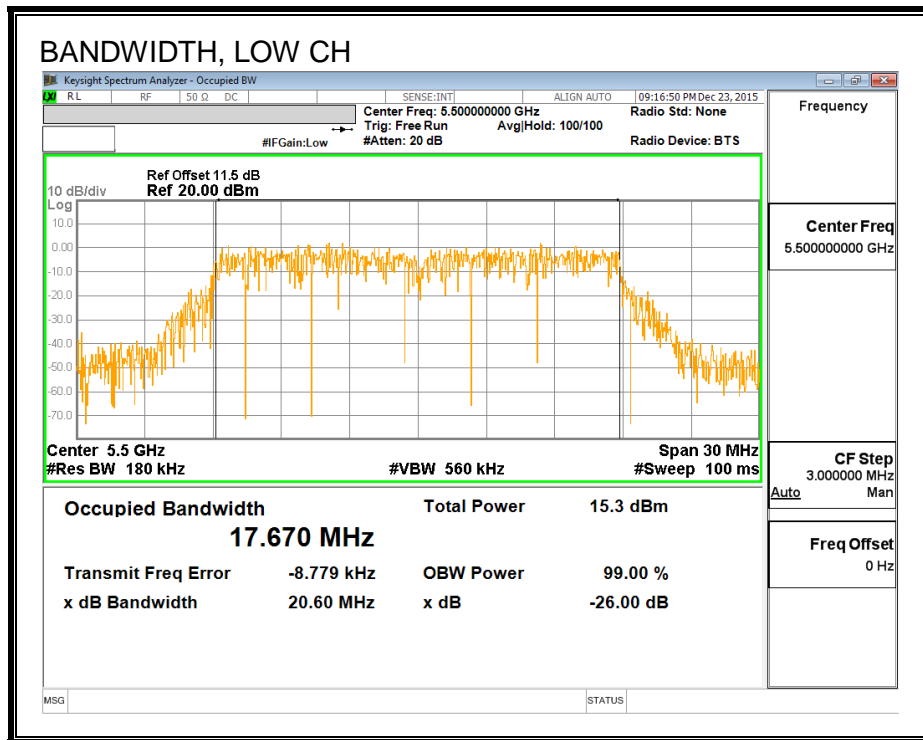 BANDWIDTH, LOW CH
Keysight Spectrum Analyzer - Occupied BW
LXI RL RF 50 Ω DC SENSE:INT ALIGN AUTO 09:16:50 PM Dec 23, 2015
Center Freq: 5.500000000 GHz Radio Std: None
Trig: Free Run Avg|Hold: 100/100
#IFGain:Low #Atten: 20 dB Radio Device: BTS
Ref Offset 11.5 dB
10 dB/div Ref 20.00 dBm
Log
10.0
0.00
-10.0
-20.0
-30.0
-40.0
-50.0
-60.0
-70.0
Center 5.5 GHz Span 30 MHz
#Res BW 180 kHz #VBW 560 kHz #Sweep 100 ms
Occupied Bandwidth Total Power 15.3 dBm
17.670 MHz
Transmit Freq Error -8.779 kHz OBW Power 99.00 %
x dB Bandwidth 20.60 MHz x dB -26.00 dB
MSG STATUS
Frequency
Center Freq
5.500000000 GHz
CF Step
3.000000 MHz
Auto Man
Freq Offset
0 Hz